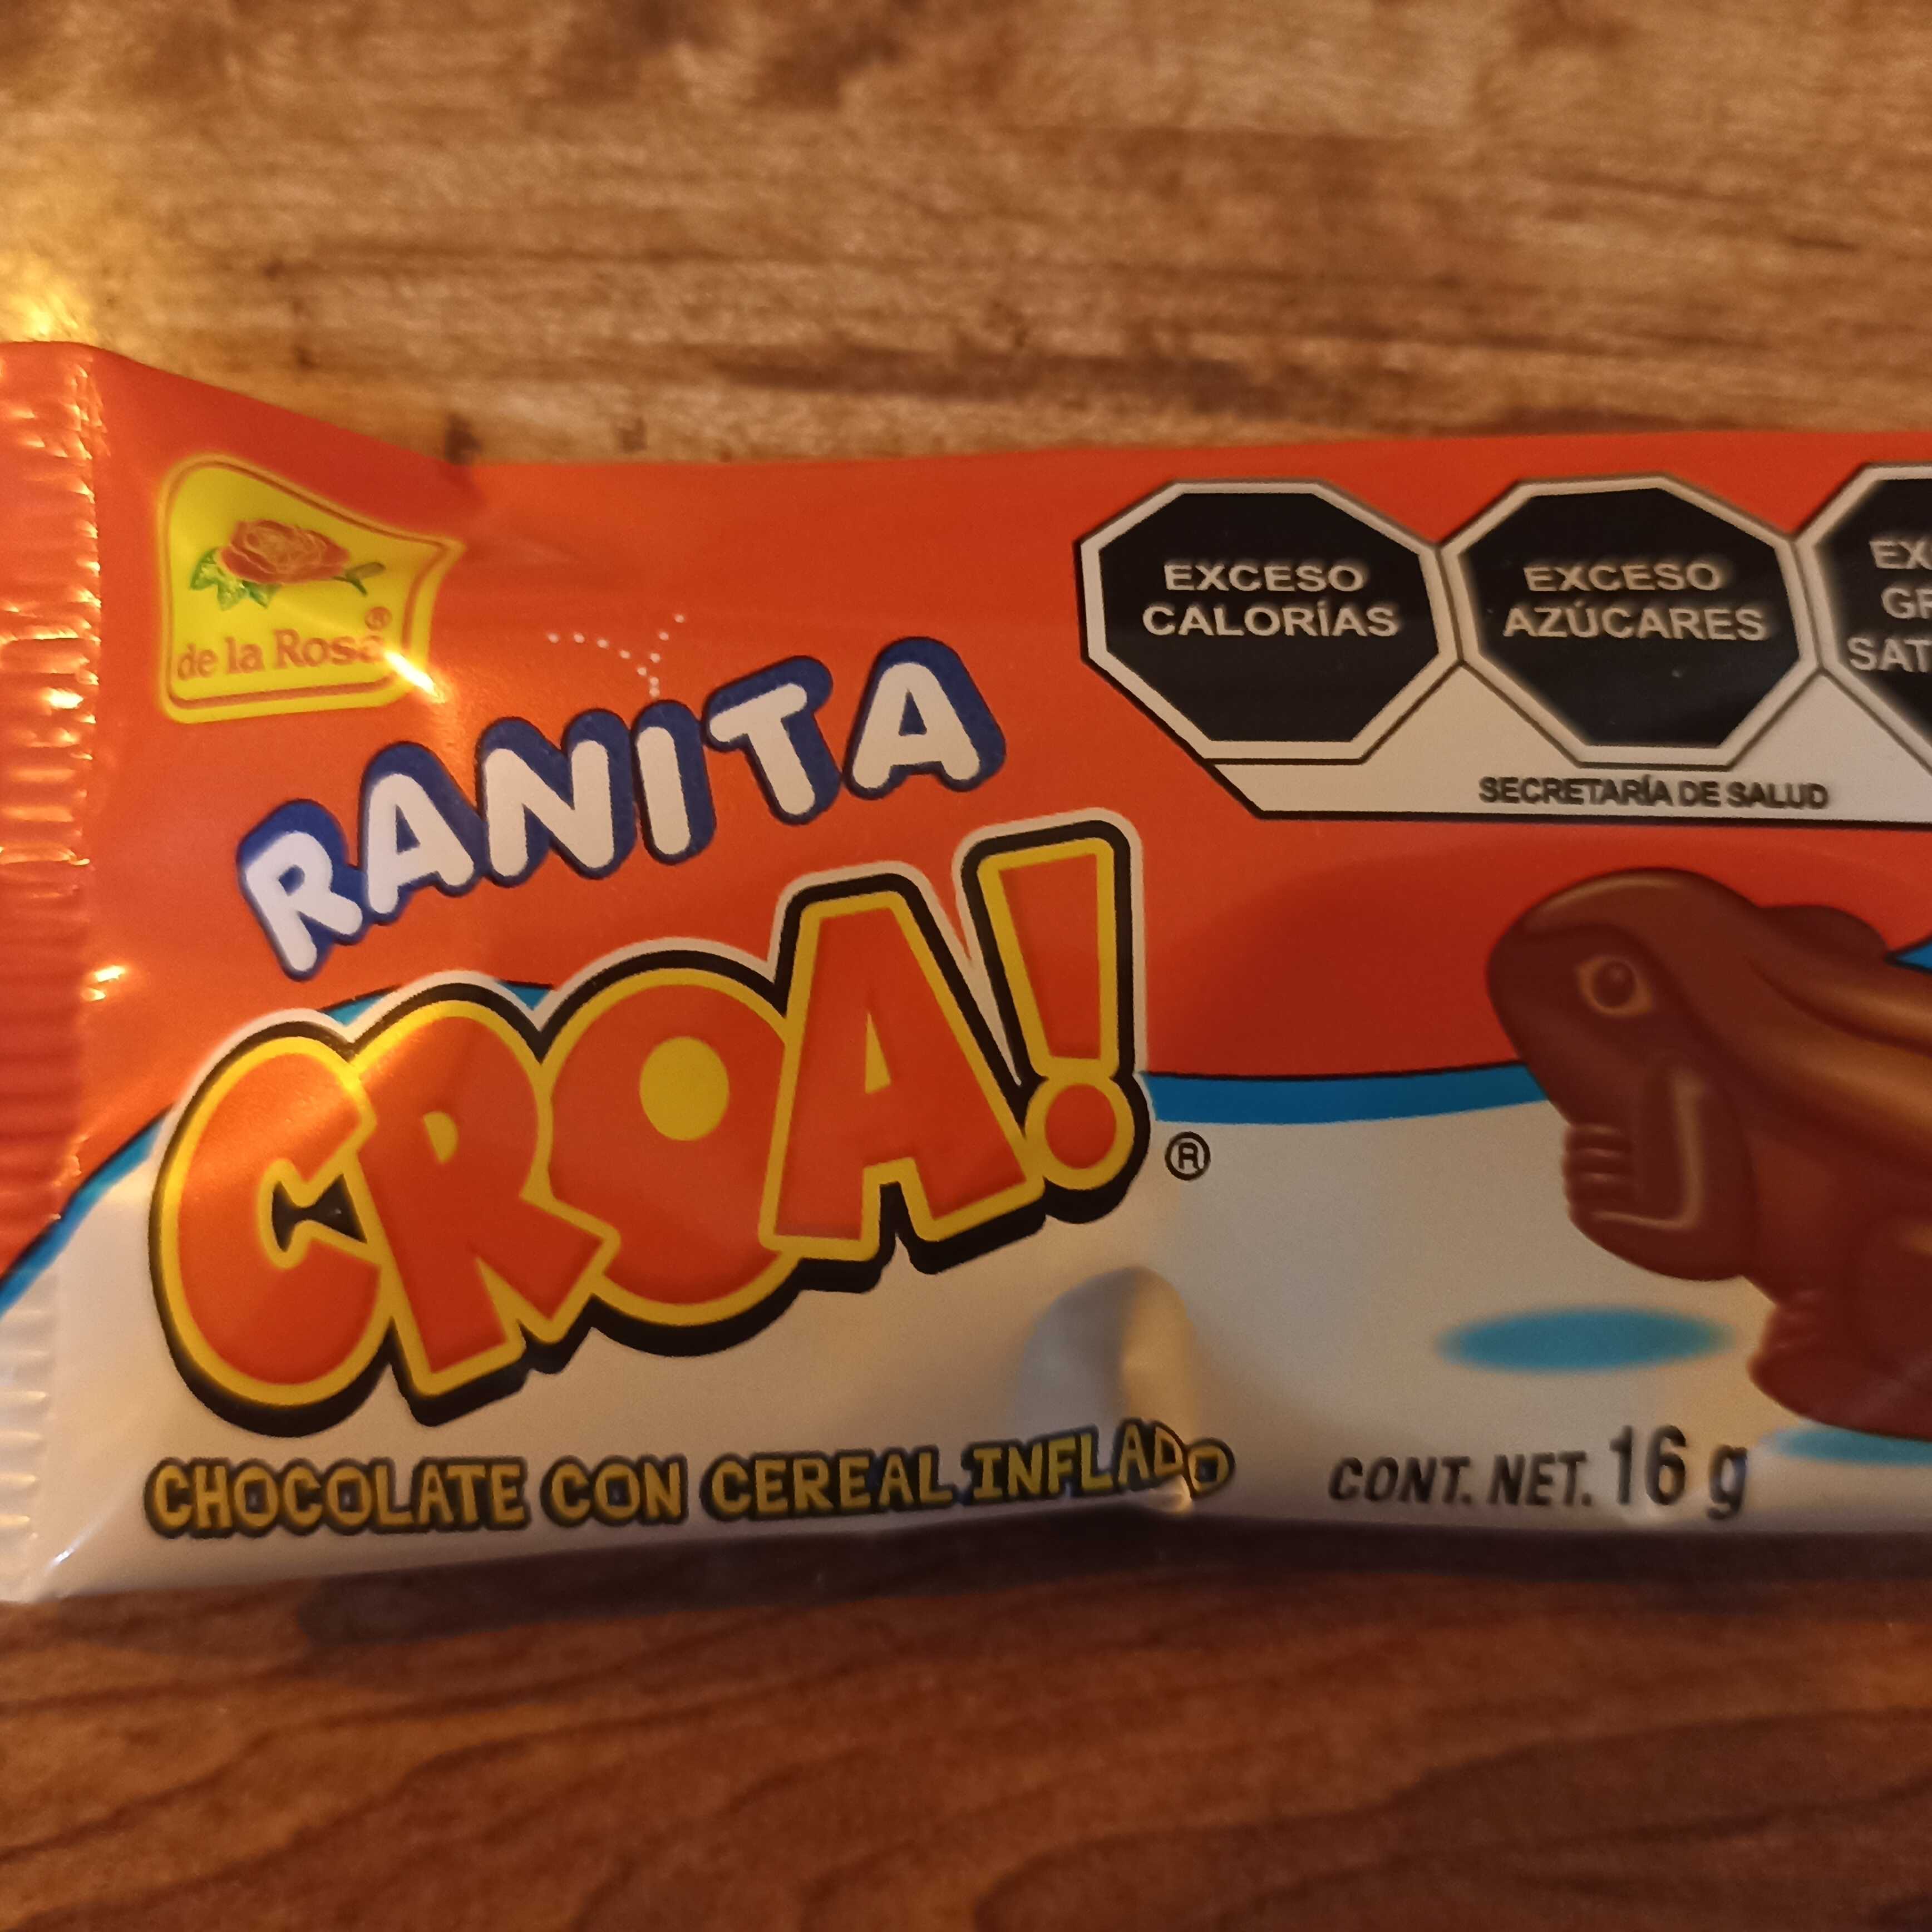 de la Rosa®
RANITA
CROA!®
EXCESO
CALORÍAS
EXCESO
AZÚCARES
SECRETARÍA DE SALUD
CHOCOLATE CON CEREAL INFLADO
CONT. NET. 16 g